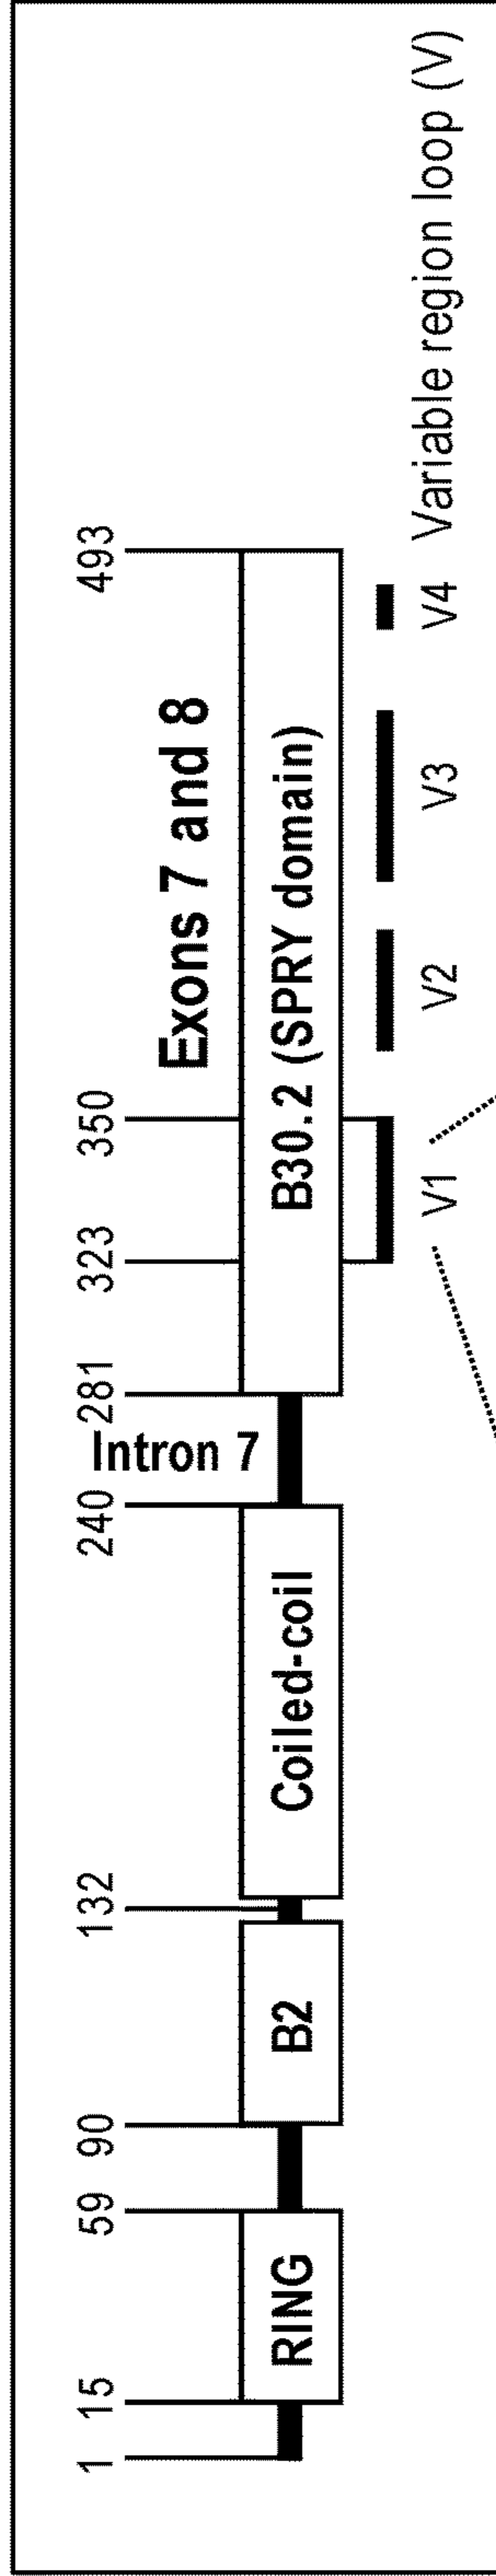 1 15 59 90 132 240 281 323 350 493
Intron 7
Exons 7 and 8
RING B2 Coiled-coil B30.2 (SPRY domain)
V1 V2 V3 V4 Variable region loop (V)